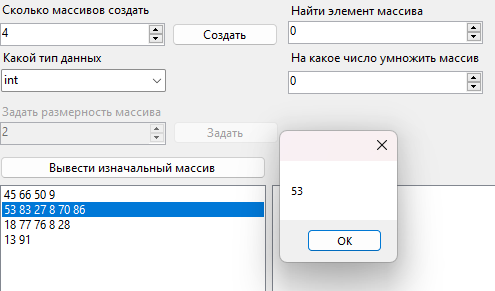 Сколько массивов создать
4
Создать
Какой тип данных
int
Задать размерность массива
2
Задать
Вывести изначальный массив
45 66 50 9
53 83 27 8 70 86
18 77 76 8 28
13 91
Найти элемент массива
0
На какое число умножить массив
0
53
OK